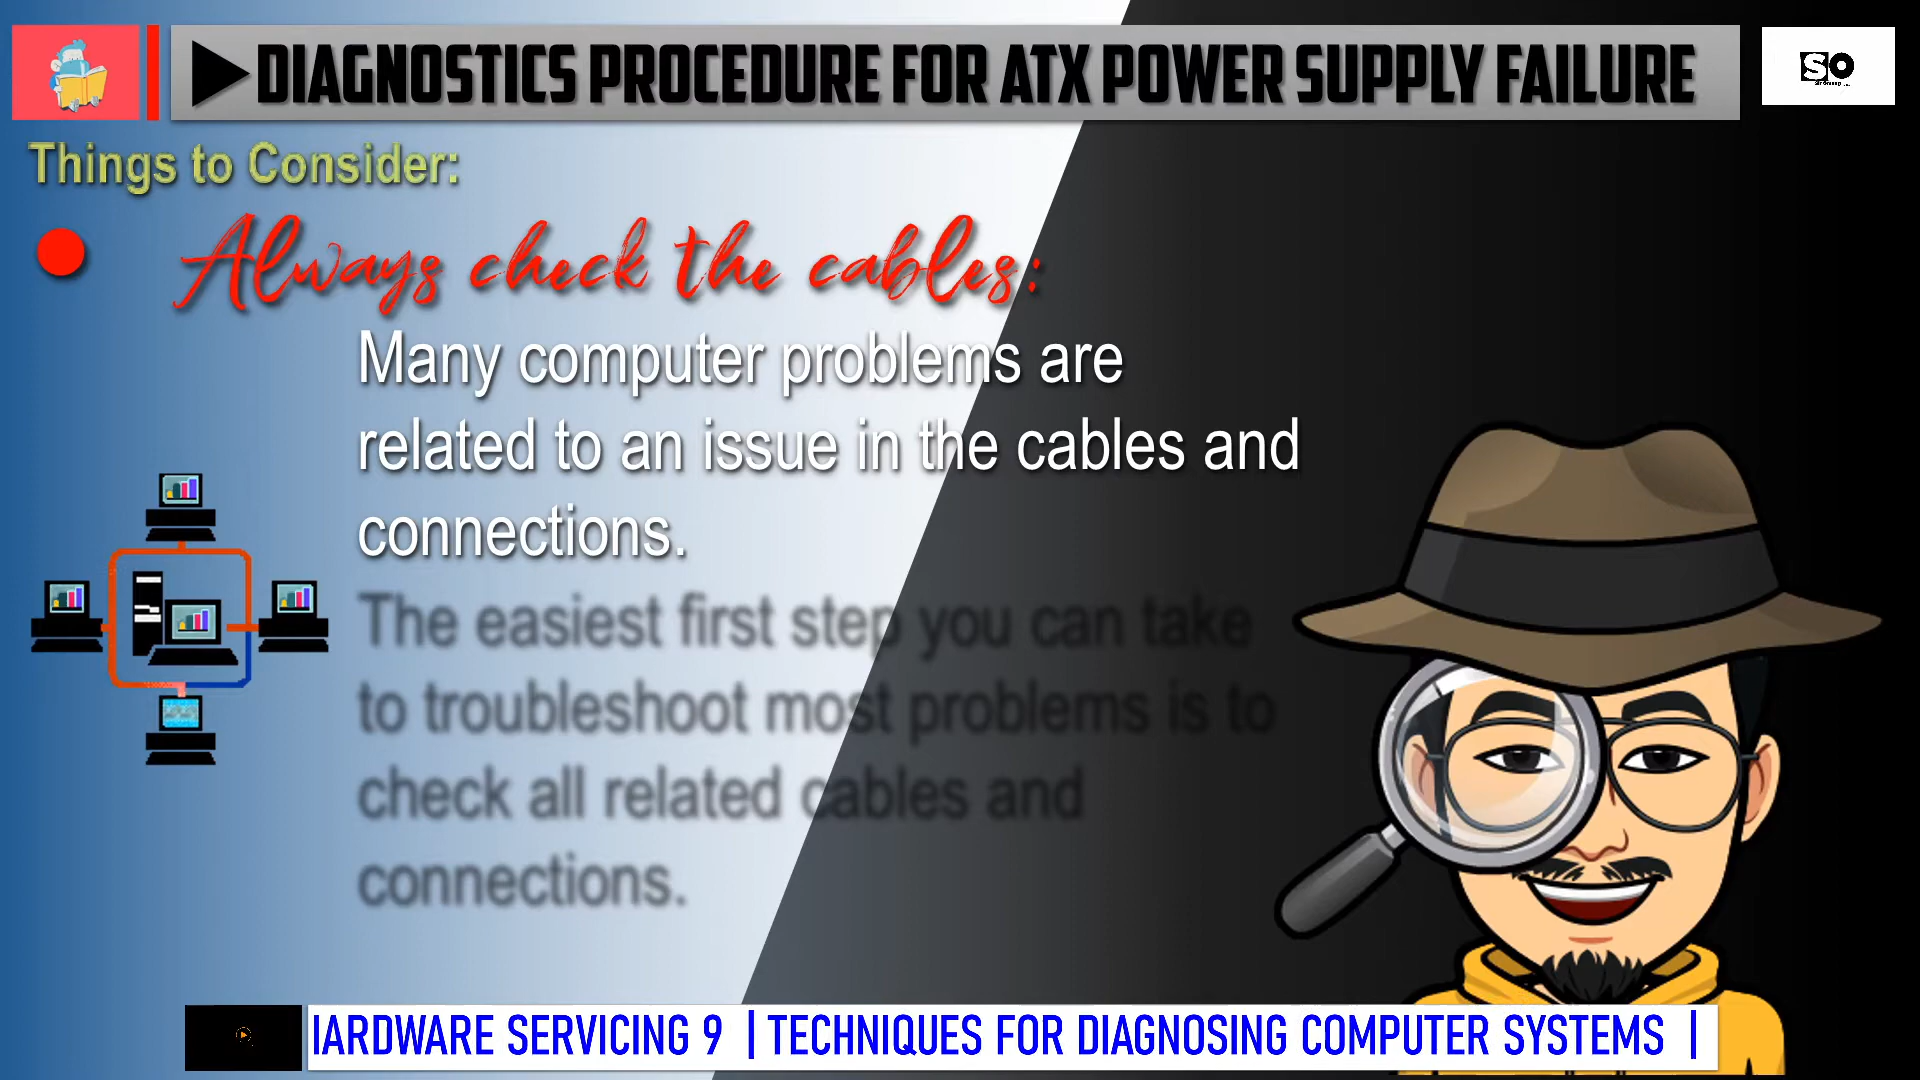 DIAGNOSTICS PROCEDURE FOR ATX POWER SUPPLY FAILURE
SO
Things to Consider:
Always check the cables:
Many computer problems are
related to an issue in the cables and
connections.
The easiest first step you can take
to troubleshoot most problems is to
check all related cables and
connections.
HARDWARE SERVICING 9 | TECHNIQUES FOR DIAGNOSING COMPUTER SYSTEMS |